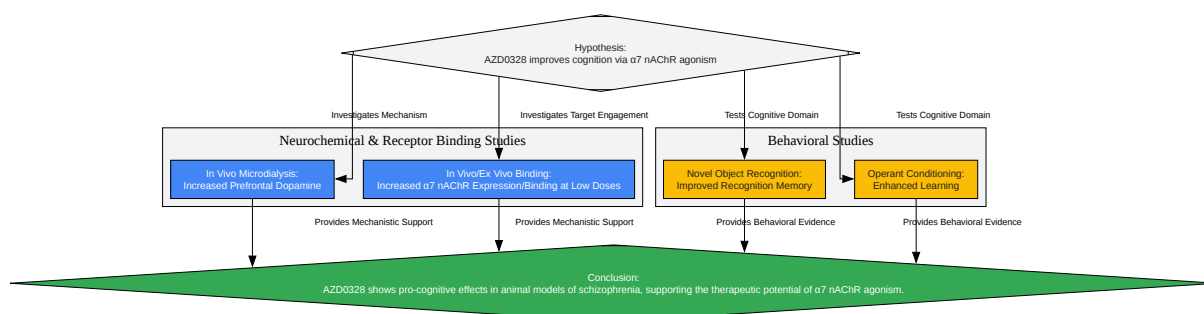 Hypothesis:
AZD0328 improves cognition via α7 nAChR agonism
Investigates Mechanism
Investigates Target Engagement
Tests Cognitive Domain
Tests Cognitive Domain
Neurochemical & Receptor Binding Studies
Behavioral Studies
In Vivo Microdialysis:
Increased Prefrontal Dopamine
In Vivo/Ex Vivo Binding:
Increased α7 nAChR Expression/Binding at Low Doses
Novel Object Recognition:
Improved Recognition Memory
Operant Conditioning:
Enhanced Learning
Provides Mechanistic Support
Provides Mechanistic Support
Provides Behavioral Evidence
Provides Behavioral Evidence
Conclusion:
AZD0328 shows pro-cognitive effects in animal models of schizophrenia, supporting the therapeutic potential of α7 nAChR agonism.